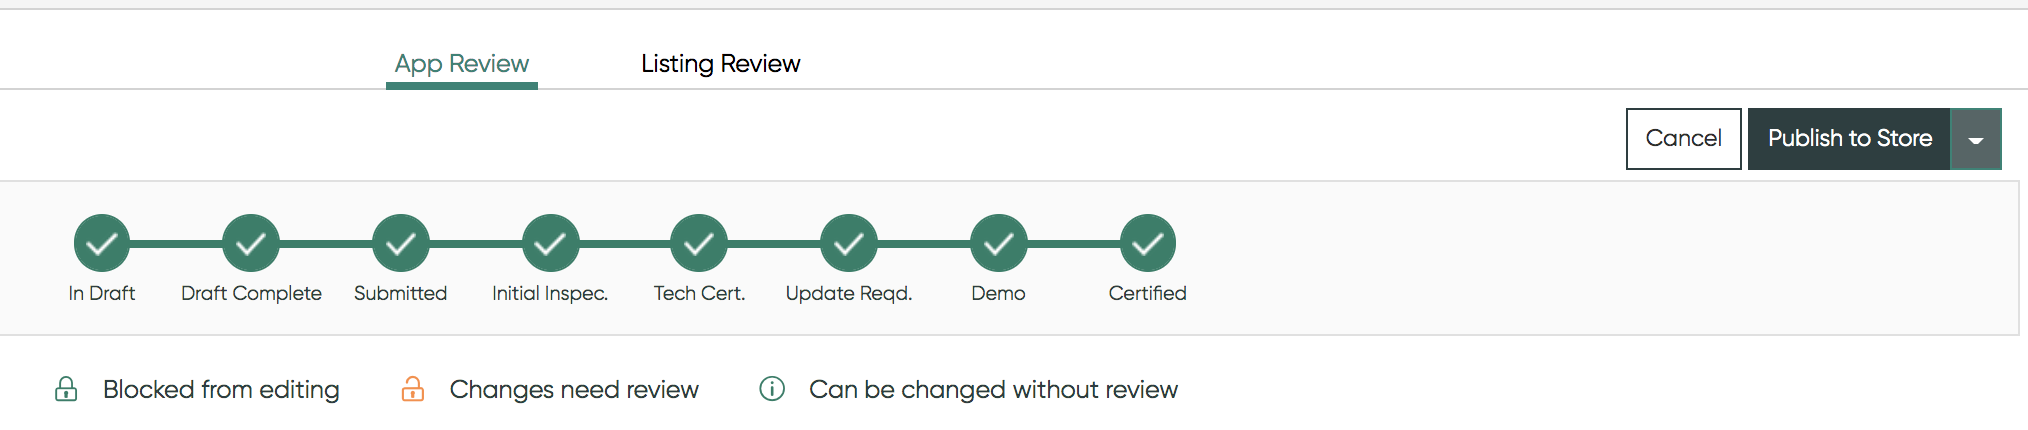 App Review Listing Review
Cancel Publish to Store
In Draft Draft Complete Submitted Initial Inspec. Tech Cert. Update Reqd. Demo Certified
Blocked from editing Changes need review Can be changed without review